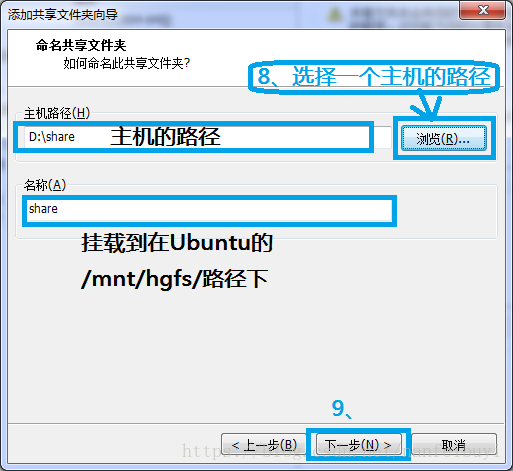 添加共享文件夹向导
命名共享文件夹
如何命名此共享文件夹?
8、选择一个主机的路径
主机路径(H)
D:\share 主机的路径
浏览(R)...
名称(A)
share
挂载到在Ubuntu的
/mnt/hgfs/路径下
9、
< 上一步(B) 下一步(N) > 取消